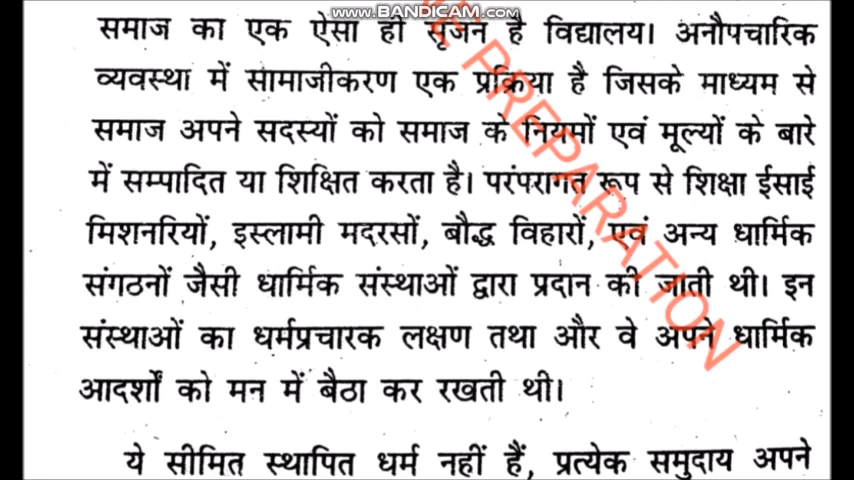 www.BANDICAM.com
समाज का एक ऐसा ही सृजन है विद्यालय। अनौपचारिक
व्यवस्था में सामाजीकरण एक प्रक्रिया है जिसके माध्यम से
समाज अपने सदस्यों को समाज के नियमों एवं मूल्यों के बारे
में सम्पादित या शिक्षित करता है। परंपरागत रूप से शिक्षा ईसाई
मिशनरियों, इस्लामी मदरसों, बौद्ध विहारों, एवं अन्य धार्मिक
संगठनों जैसी धार्मिक संस्थाओं द्वारा प्रदान की जाती थी। इन
संस्थाओं का धर्मप्रचारक लक्षण तथा और वे अपने धार्मिक
आदर्शों को मन में बैठा कर रखती थी।
ये सीमित स्थापित धर्म नहीं हैं, प्रत्येक समुदाय अपने
PREPARATION